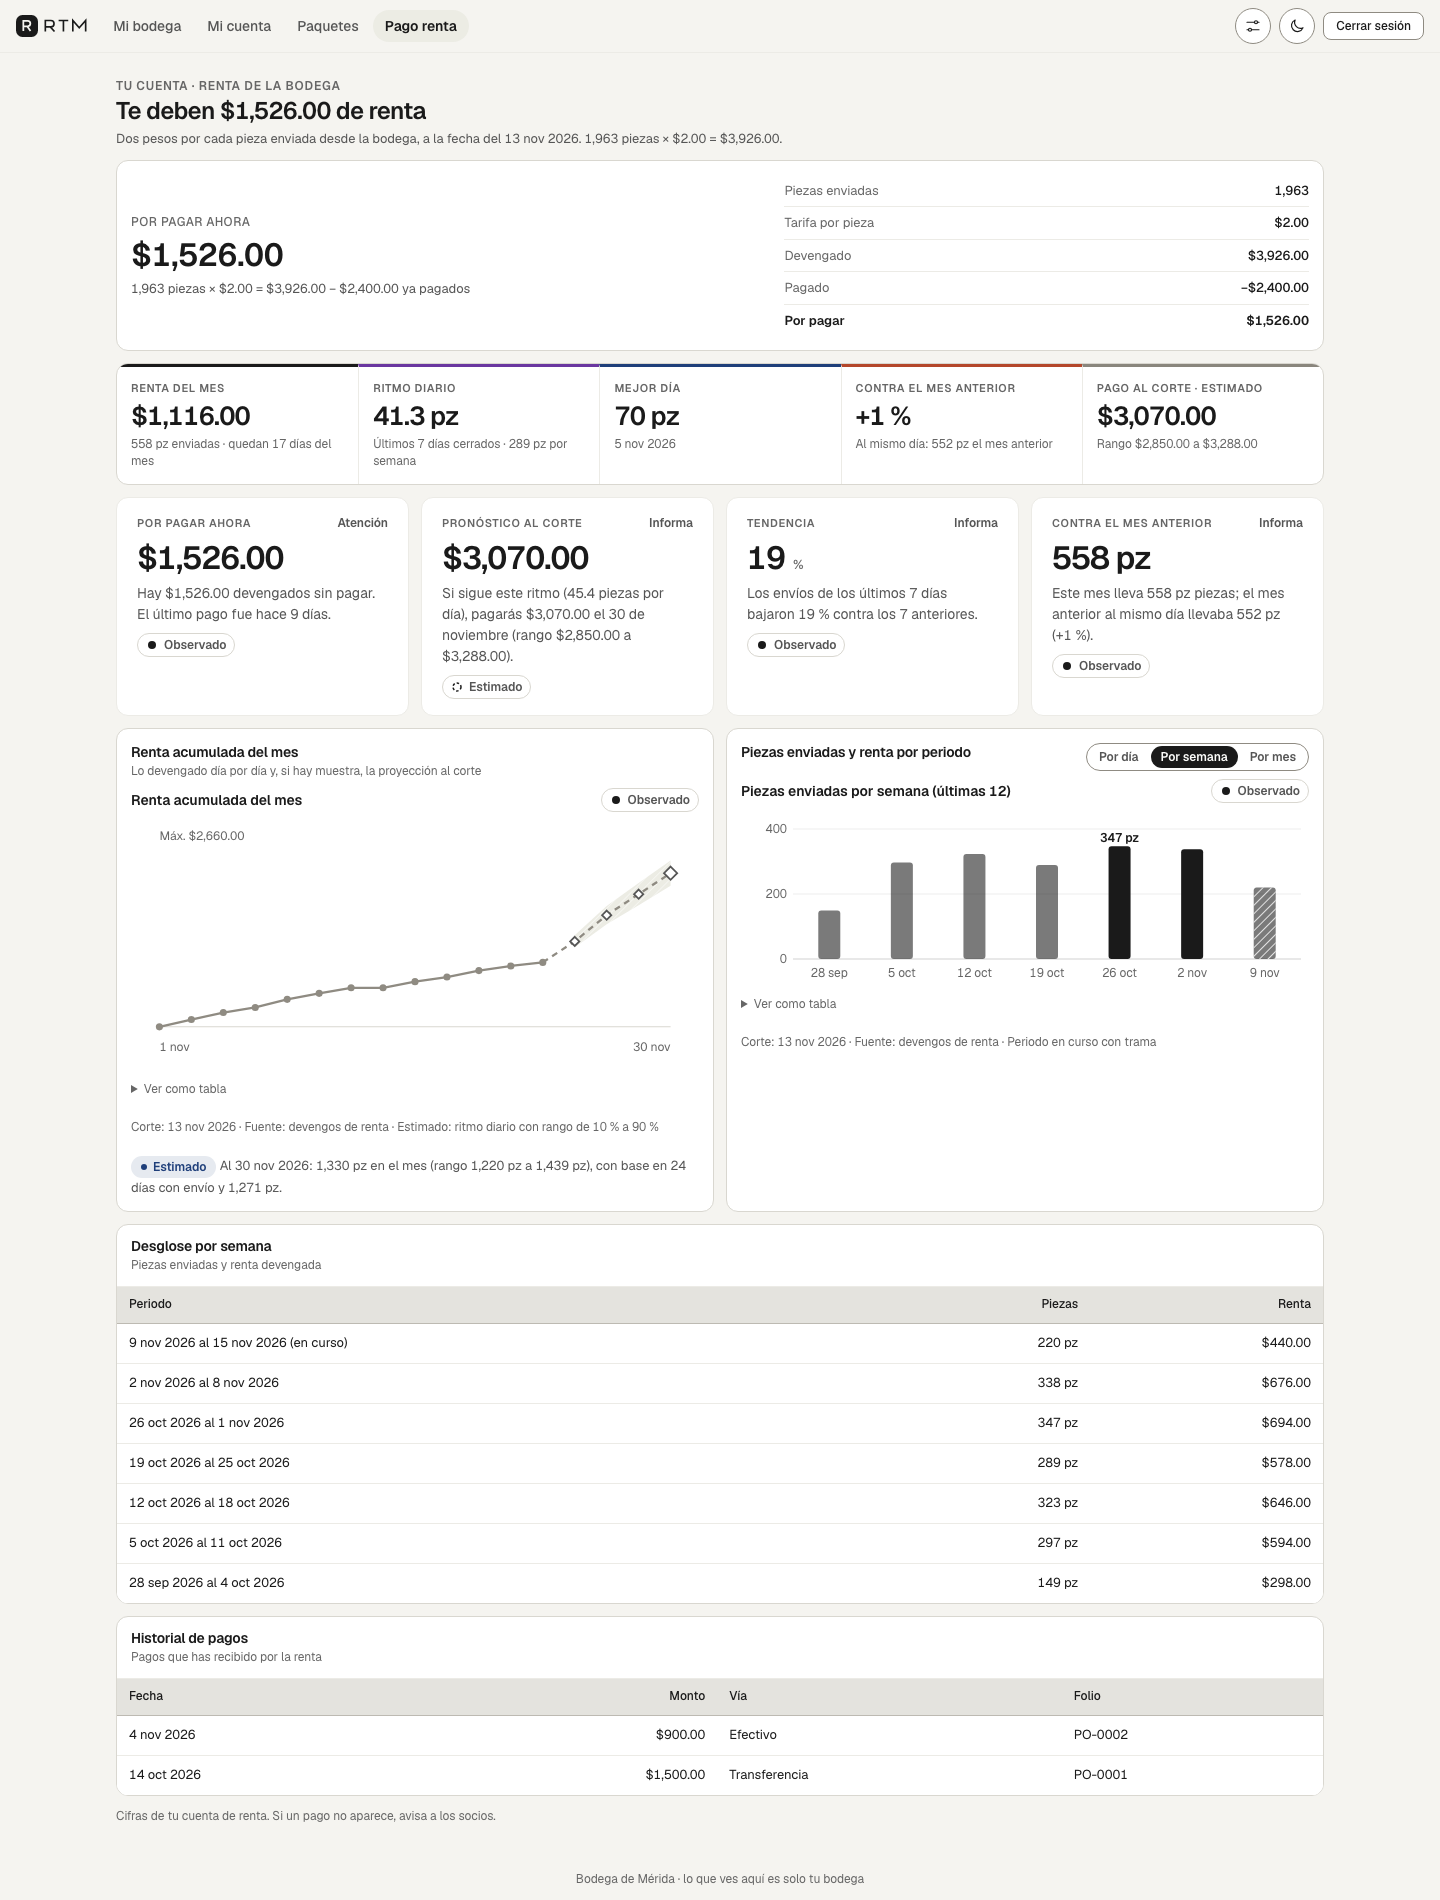 R RTM
Mi bodega
Mi cuenta
Paquetes
Pago renta
Cerrar sesión
TU CUENTA · RENTA DE LA BODEGA
Te deben $1,526.00 de renta
Dos pesos por cada pieza enviada desde la bodega, a la fecha del 13 nov 2026. 1,963 piezas × $2.00 = $3,926.00.
POR PAGAR AHORA
$1,526.00
1,963 piezas × $2.00 = $3,926.00 − $2,400.00 ya pagados
Piezas enviadas 1,963
Tarifa por pieza $2.00
Devengado $3,926.00
Pagado −$2,400.00
Por pagar $1,526.00
RENTA DEL MES
$1,116.00
558 pz enviadas · quedan 17 días del
mes
RITMO DIARIO
41.3 pz
Últimos 7 días cerrados · 289 pz por
semana
MEJOR DÍA
70 pz
5 nov 2026
CONTRA EL MES ANTERIOR
+1 %
Al mismo día: 552 pz el mes anterior
PAGO AL CORTE · ESTIMADO
$3,070.00
Rango $2,850.00 a $3,288.00
POR PAGAR AHORA Atención
$1,526.00
Hay $1,526.00 devengados sin pagar.
El último pago fue hace 9 días.
Observado
PRONÓSTICO AL CORTE Informa
$3,070.00
Si sigue este ritmo (45.4 piezas por
día), pagarás $3,070.00 el 30 de
noviembre (rango $2,850.00 a
$3,288.00).
Estimado
TENDENCIA Informa
19 %
Los envíos de los últimos 7 días
bajaron 19 % contra los 7 anteriores.
Observado
CONTRA EL MES ANTERIOR Informa
558 pz
Este mes lleva 558 pz piezas; el mes
anterior al mismo día llevaba 552 pz
(+1 %).
Observado
Renta acumulada del mes
Lo devengado día por día y, si hay muestra, la proyección al corte
Renta acumulada del mes Observado
Máx. $2,660.00
1 nov 30 nov
Ver como tabla
Corte: 13 nov 2026 · Fuente: devengos de renta · Estimado: ritmo diario con rango de 10 % a 90 %
Estimado Al 30 nov 2026: 1,330 pz en el mes (rango 1,220 pz a 1,439 pz), con base en 24
días con envío y 1,271 pz.
Piezas enviadas y renta por periodo Por día Por semana Por mes
Piezas enviadas por semana (últimas 12) Observado
400
347 pz
200
0
28 sep 5 oct 12 oct 19 oct 26 oct 2 nov 9 nov
Ver como tabla
Corte: 13 nov 2026 · Fuente: devengos de renta · Periodo en curso con trama
Desglose por semana
Piezas enviadas y renta devengada
Periodo Piezas Renta
9 nov 2026 al 15 nov 2026 (en curso) 220 pz $440.00
2 nov 2026 al 8 nov 2026 338 pz $676.00
26 oct 2026 al 1 nov 2026 347 pz $694.00
19 oct 2026 al 25 oct 2026 289 pz $578.00
12 oct 2026 al 18 oct 2026 323 pz $646.00
5 oct 2026 al 11 oct 2026 297 pz $594.00
28 sep 2026 al 4 oct 2026 149 pz $298.00
Historial de pagos
Pagos que has recibido por la renta
Fecha Monto Vía Folio
4 nov 2026 $900.00 Efectivo PO-0002
14 oct 2026 $1,500.00 Transferencia PO-0001
Cifras de tu cuenta de renta. Si un pago no aparece, avisa a los socios.
Bodega de Mérida · lo que ves aquí es solo tu bodega